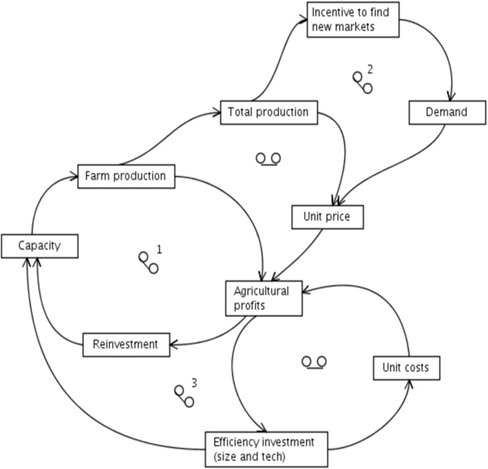 Incentive to find
new markets
2
Total production
Demand
Farm production
Unit price
Capacity
1
Agricultural
profits
Reinvestment
Unit costs
3
Efficiency investment
(size and tech)